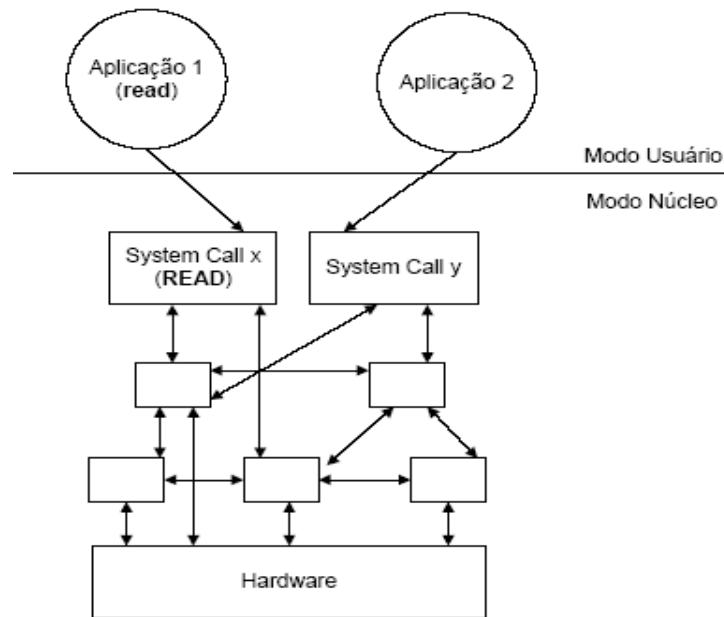 Aplicação 1
(read)
Aplicação 2
Modo Usuário
Modo Núcleo
System Call x
(READ)
System Call y
Hardware